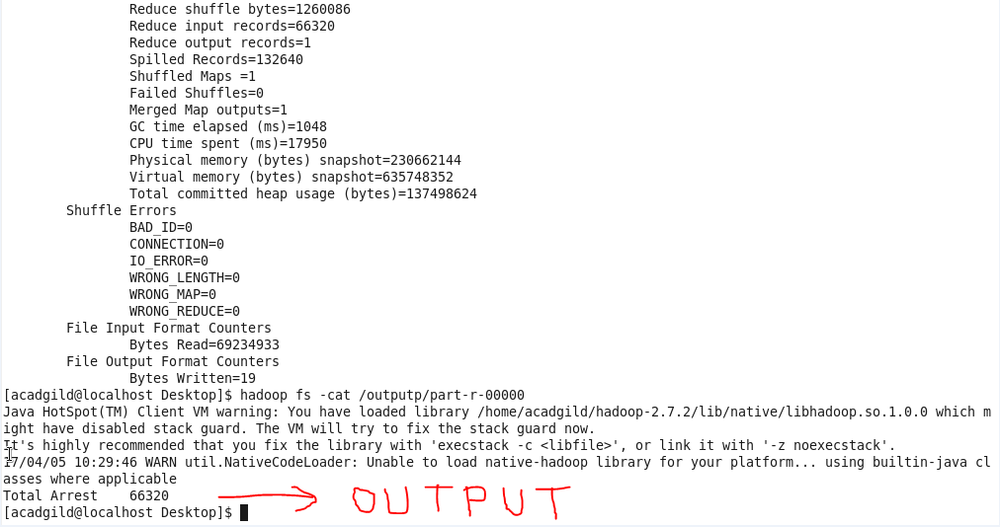 Reduce shuffle bytes=1260086
Reduce input records=66320
Reduce output records=1
Spilled Records=132640
Shuffled Maps =1
Failed Shuffles=0
Merged Map outputs=1
GC time elapsed (ms)=1048
CPU time spent (ms)=17950
Physical memory (bytes) snapshot=230662144
Virtual memory (bytes) snapshot=635748352
Total committed heap usage (bytes)=137498624
Shuffle Errors
BAD_ID=0
CONNECTION=0
IO_ERROR=0
WRONG_LENGTH=0
WRONG_MAP=0
WRONG_REDUCE=0
File Input Format Counters
Bytes Read=69234933
File Output Format Counters
Bytes Written=19
[acadgild@localhost Desktop]$ hadoop fs -cat /outputp/part-r-00000
Java HotSpot(TM) Client VM warning: You have loaded library /home/acadgild/hadoop-2.7.2/lib/native/libhadoop.so.1.0.0 which m
ight have disabled stack guard. The VM will try to fix the stack guard now.
It's highly recommended that you fix the library with 'execstack -c <libfile>', or link it with '-z noexecstack'.
17/04/05 10:29:46 WARN util.NativeCodeLoader: Unable to load native-hadoop library for your platform... using builtin-java cl
asses where applicable
Total Arrest    66320 OUTPUT
[acadgild@localhost Desktop]$